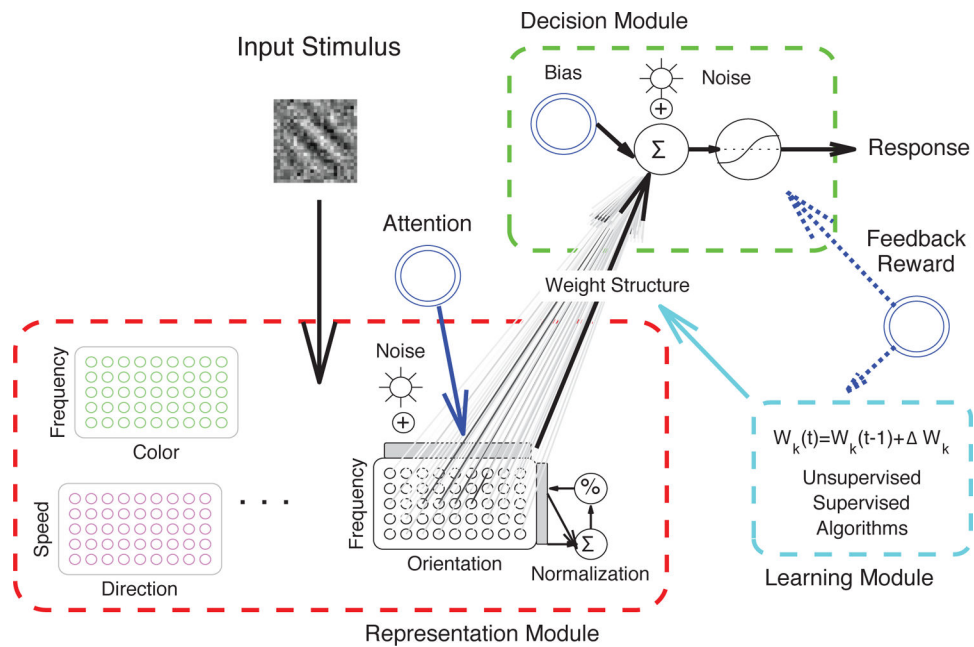 Decision Module
Input Stimulus
Bias
Noise
+
Σ
Response
Attention
Feedback
Reward
Weight Structure
Noise
+
Frequency
Color
Speed
Direction
. . .
Frequency
Orientation
%
Σ
Normalization
W_k(t)=W_k(t-1)+Δ W_k
Unsupervised
Supervised
Algorithms
Learning Module
Representation Module